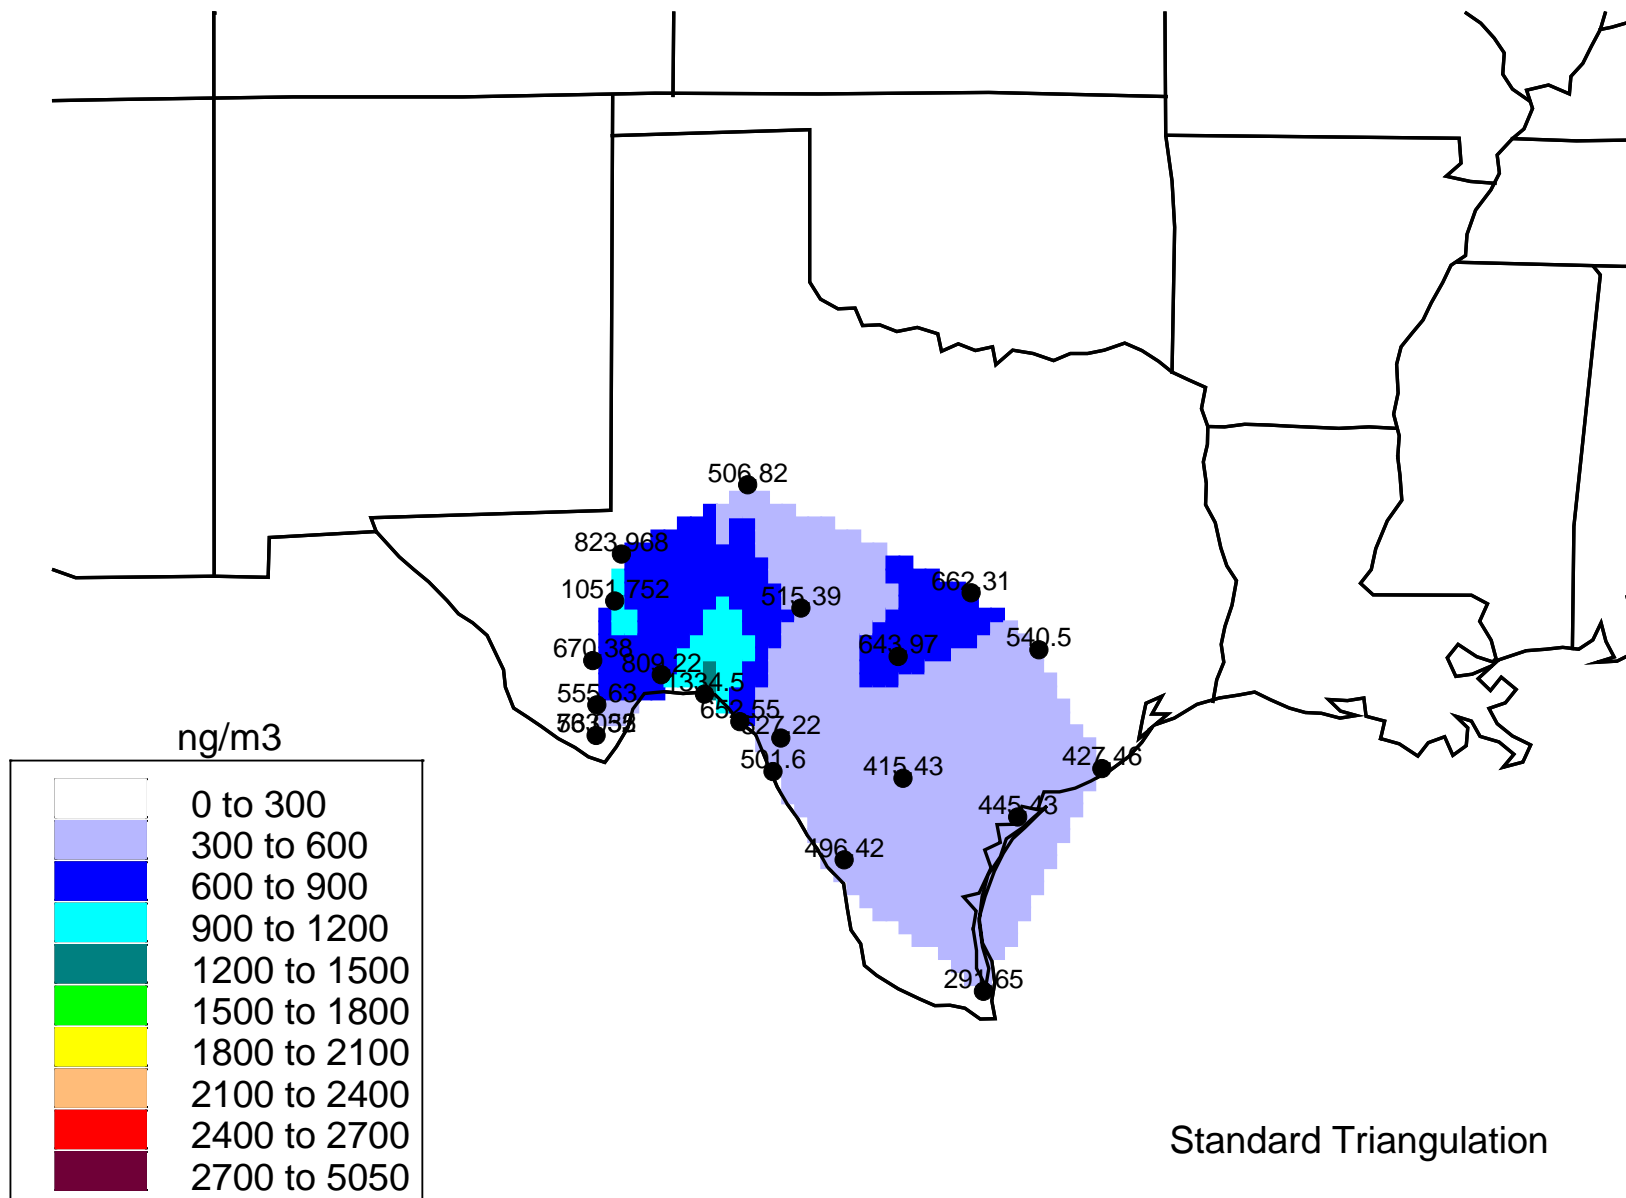 506.82
823.968
1051.752
515.39
662.31
670.38
809.22
643.97
540.5
1334.5
555.63
652.55
527.22
501.6
415.43
427.46
445.43
496.42
291.65
ng/m3
0 to 300
300 to 600
600 to 900
900 to 1200
1200 to 1500
1500 to 1800
1800 to 2100
2100 to 2400
2400 to 2700
2700 to 5050
Standard Triangulation